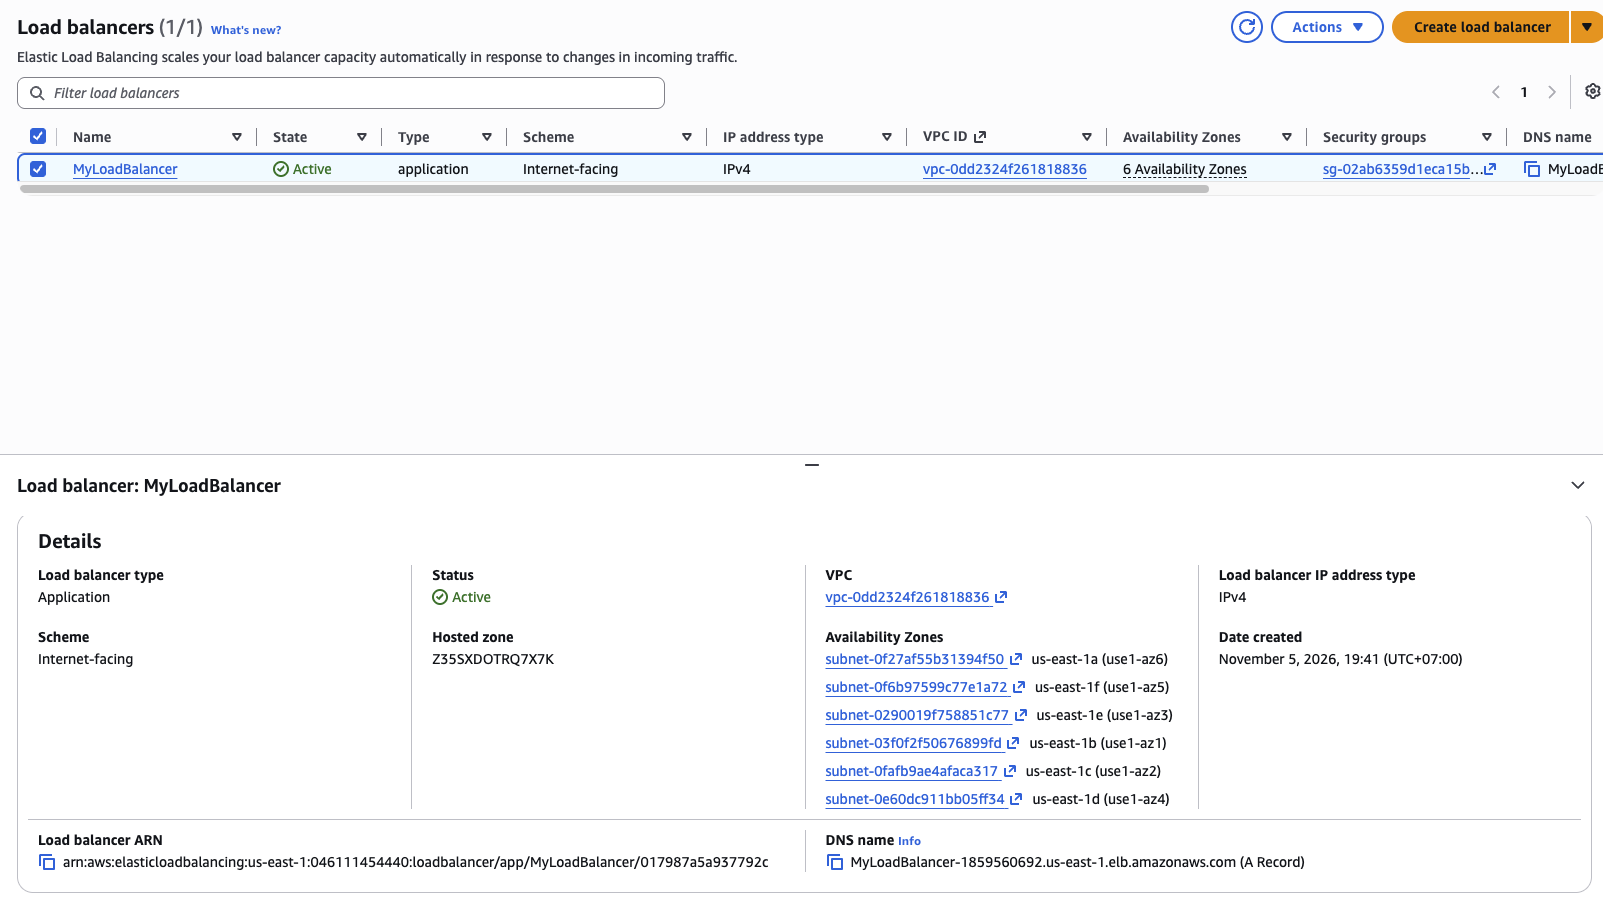 Load balancers (1/1) What's new?
Actions
Create load balancer
Elastic Load Balancing scales your load balancer capacity automatically in response to changes in incoming traffic.
Filter load balancers
1
Name State Type Scheme IP address type VPC ID Availability Zones Security groups DNS name
MyLoadBalancer Active application Internet-facing IPv4 vpc-0dd2324f261818836 6 Availability Zones sg-02ab6359d1eca15b... MyLoadB
Load balancer: MyLoadBalancer
Details
Load balancer type
Application
Scheme
Internet-facing
Status
Active
Hosted zone
Z35SXDOTRQ7X7K
VPC
vpc-0dd2324f261818836
Availability Zones
subnet-0f27af55b31394f50 us-east-1a (use1-az6)
subnet-0f6b97599c77e1a72 us-east-1f (use1-az5)
subnet-0290019f758851c77 us-east-1e (use1-az3)
subnet-03f0f2f50676899fd us-east-1b (use1-az1)
subnet-0fafb9ae4afaca317 us-east-1c (use1-az2)
subnet-0e60dc911bb05ff34 us-east-1d (use1-az4)
Load balancer IP address type
IPv4
Date created
November 5, 2026, 19:41 (UTC+07:00)
Load balancer ARN
arn:aws:elasticloadbalancing:us-east-1:046111454440:loadbalancer/app/MyLoadBalancer/017987a5a937792c
DNS name Info
MyLoadBalancer-1859560692.us-east-1.elb.amazonaws.com (A Record)